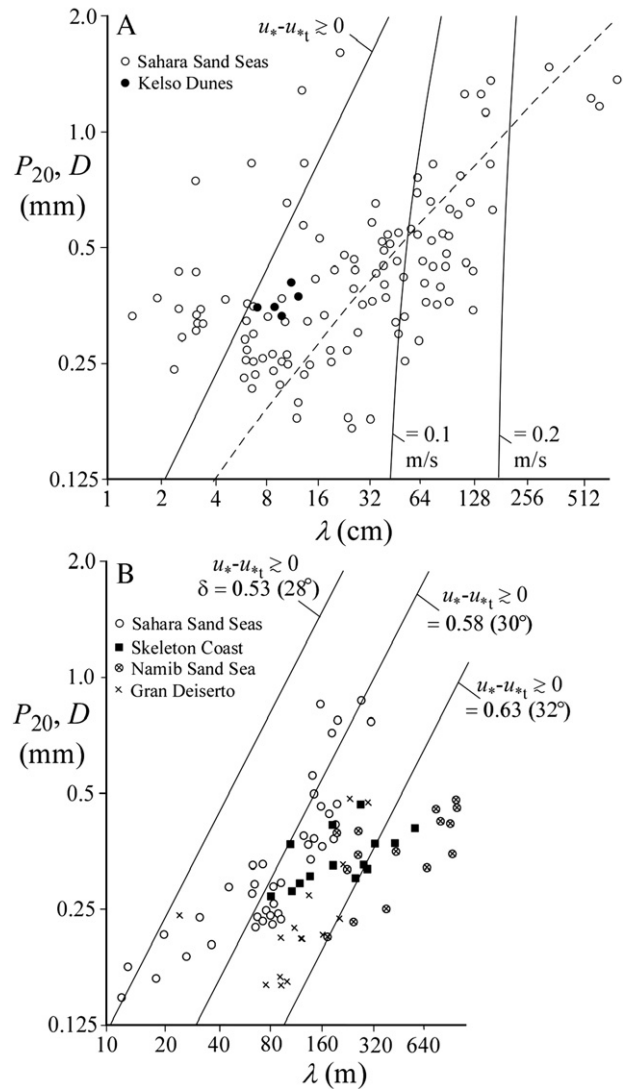 A
2.0
1.0
0.5
0.25
0.125
P20, D
(mm)
Sahara Sand Seas
Kelso Dunes
u*-u*t ≳ 0
= 0.1
m/s
= 0.2
m/s
1 2 4 8 16 32 64 128 256 512
λ (cm)
B
2.0
1.0
0.5
0.25
0.125
P20, D
(mm)
Sahara Sand Seas
Skeleton Coast
Namib Sand Sea
Gran Deiserto
u*-u*t ≳ 0
δ = 0.53 (28°)
u*-u*t ≳ 0
= 0.58 (30°)
u*-u*t ≳ 0
= 0.63 (32°)
10 20 40 80 160 320 640
λ (m)